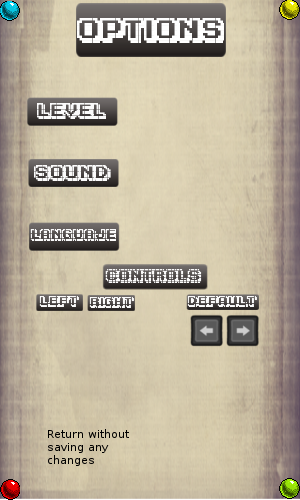 OPTIONS
LEVEL
SOUND
LANGUAJE
CONTROLS
LEFT RIGHT DEFAULT
Return without
saving any
changes